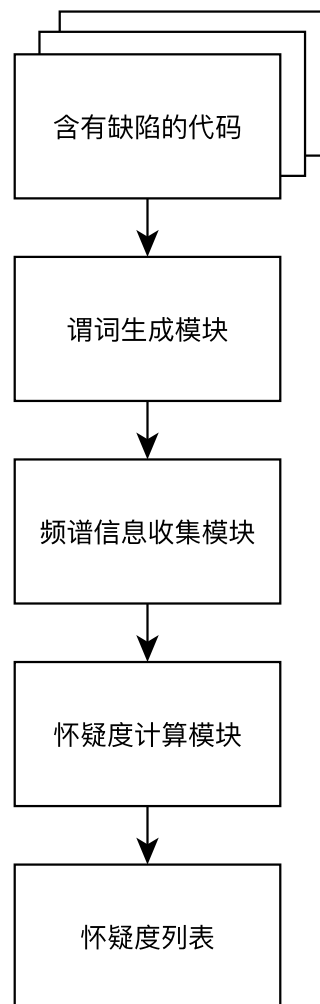 含有缺陷的代码
谓词生成模块
频谱信息收集模块
怀疑度计算模块
怀疑度列表